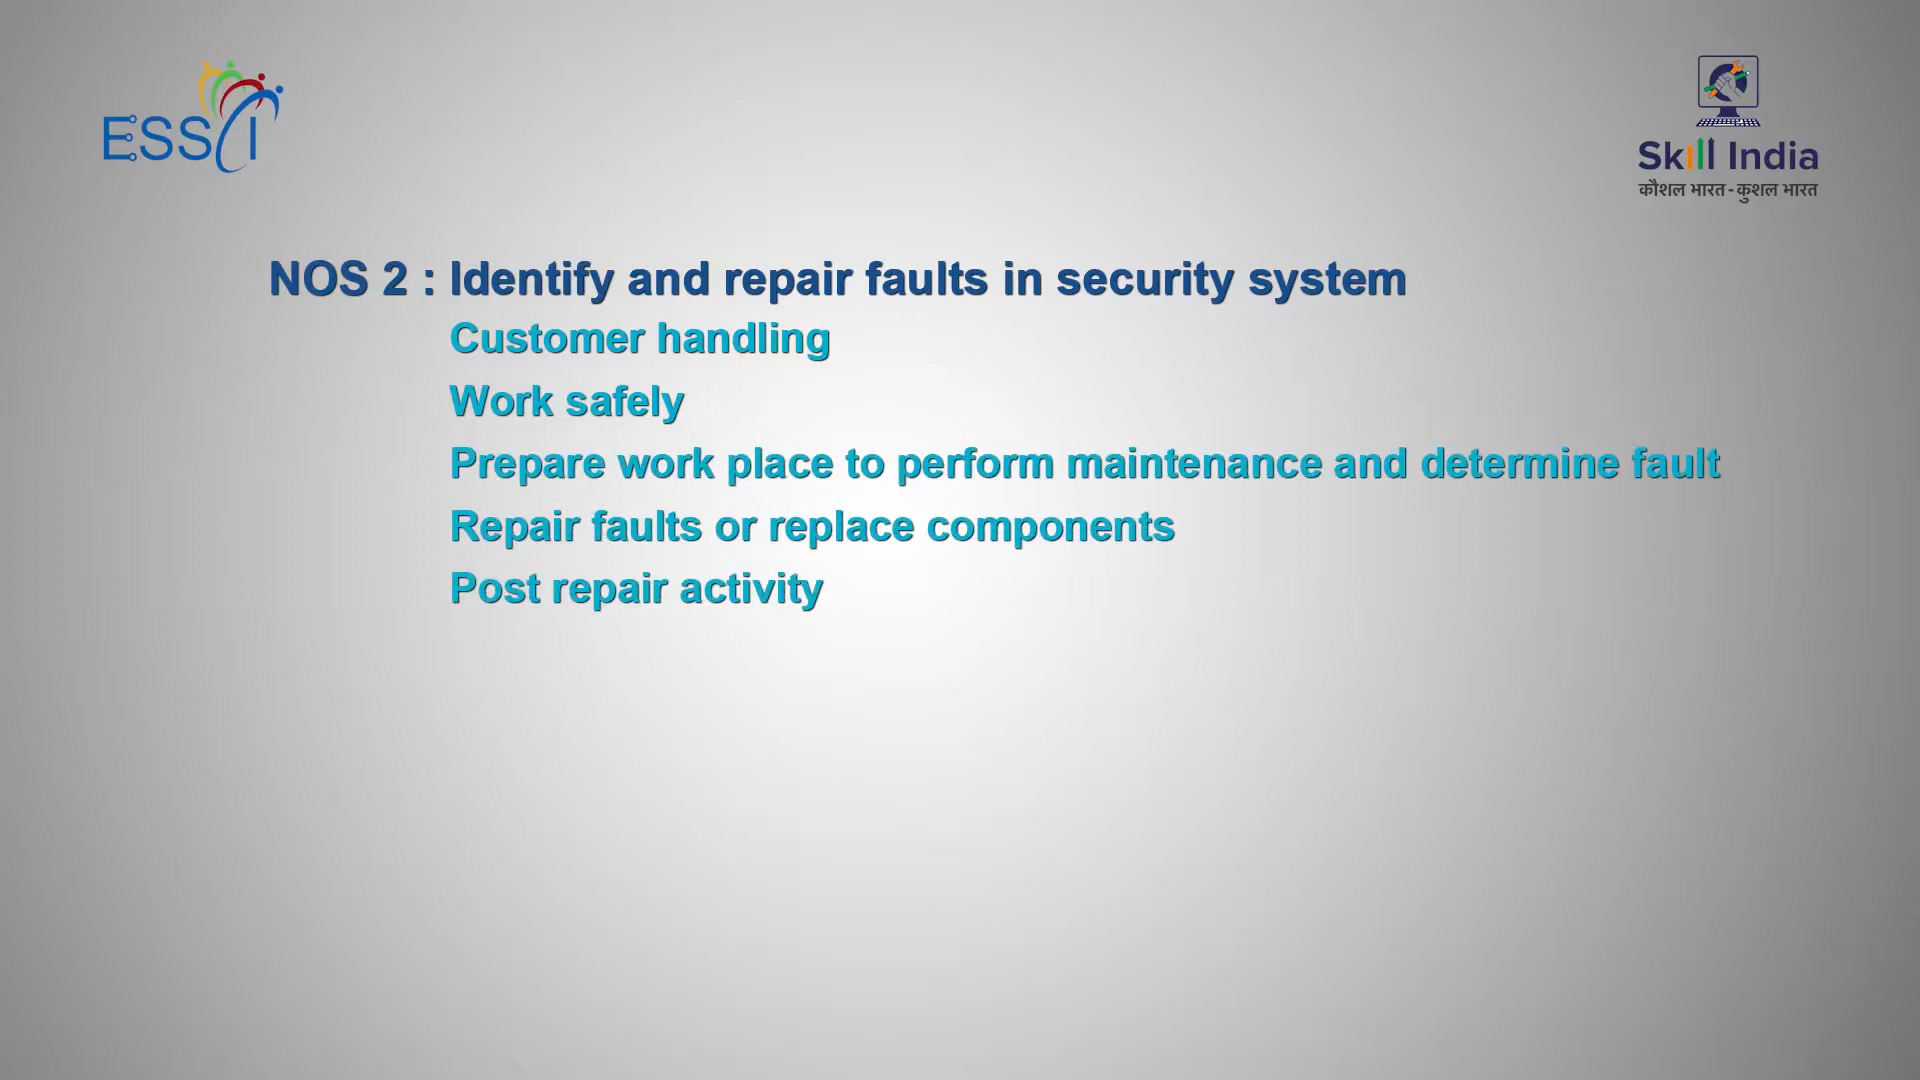 ESSCI
Skill India
कौशल भारत - कुशल भारत
NOS 2 : Identify and repair faults in security system
Customer handling
Work safely
Prepare work place to perform maintenance and determine fault
Repair faults or replace components
Post repair activity